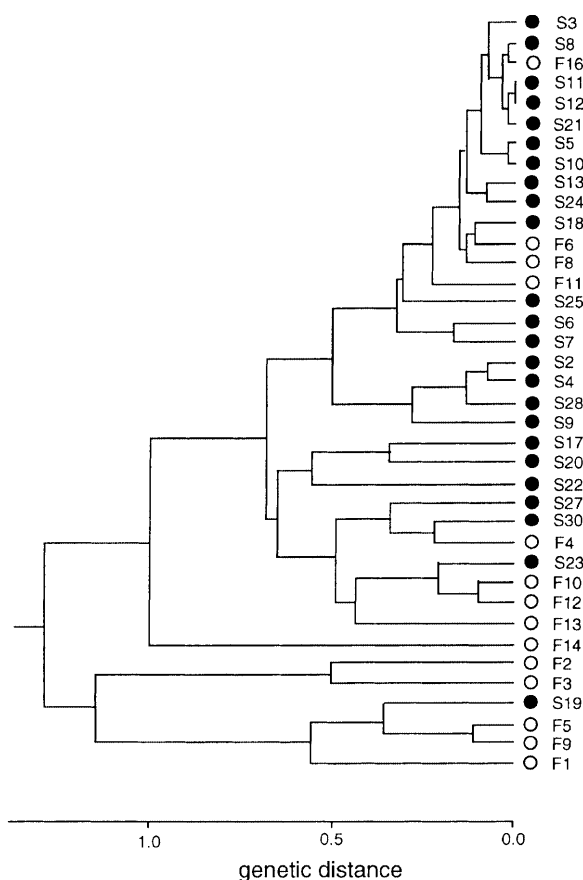 S3
S8
F16
S11
S12
S21
S5
S10
S13
S24
S18
F6
F8
F11
S25
S6
S7
S2
S4
S28
S9
S17
S20
S22
S27
S30
F4
S23
F10
F12
F13
F14
F2
F3
S19
F5
F9
F1
1.0 0.5 0.0
genetic distance